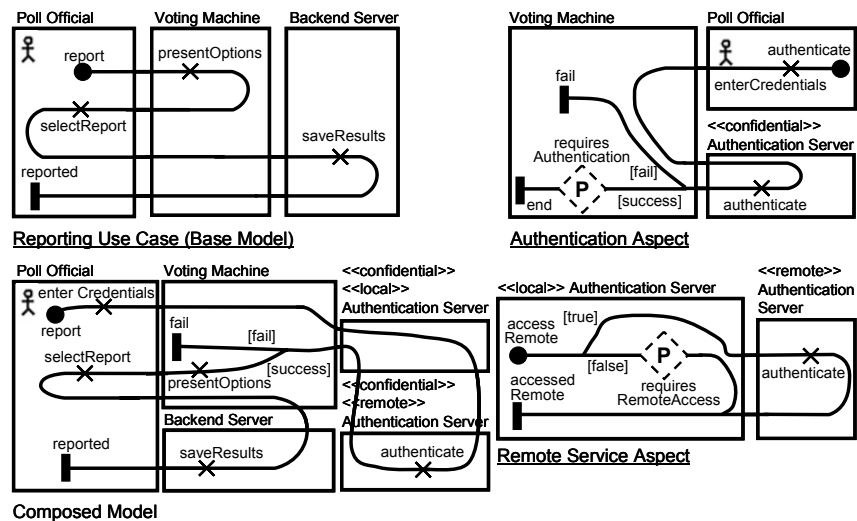 Poll Official
Voting Machine
Backend Server
report
presentOptions
selectReport
saveResults
reported
Reporting Use Case (Base Model)
Voting Machine
Poll Official
authenticate
fail
enterCredentials
<<confidential>>
requires
Authentication Server
Authentication
[fail]
P
[success]
end
authenticate
Authentication Aspect
Poll Official
Voting Machine
<<confidential>>
<<local>>
Authentication Server
enter Credentials
report
fail
[fail]
selectReport
[success]
presentOptions
<<confidential>>
<<remote>>
Authentication Server
Backend Server
reported
saveResults
authenticate
Composed Model
<<remote>>
Authentication
Server
<<local>> Authentication Server
access
Remote
[true]
P
[false]
authenticate
accessed
Remote
requires
RemoteAccess
Remote Service Aspect